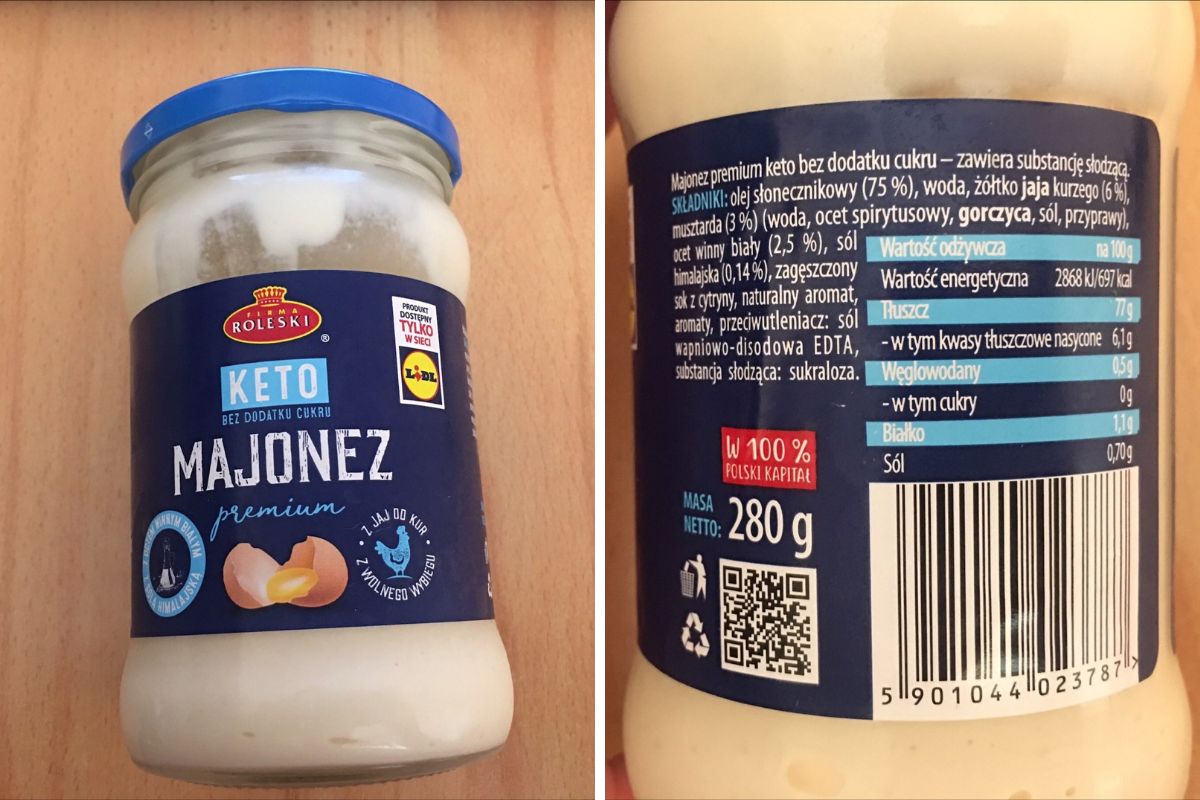 FIRMA
ROLESKI
®
PRODUKT
DOSTĘPNY
TYLKO
W SIECI
LIDL
KETO
BEZ DODATKU CUKRU
MAJONEZ
premium
Z OCTEM WINNYM BIAŁYM
I SOLĄ HIMALAJSKĄ
• Z JAJ OD KUR •
Z WOLNEGO WYBIEGU
Majonez premium keto bez dodatku cukru – zawiera substancję słodzącą.
SKŁADNIKI: olej słonecznikowy (75 %), woda, żółtko jaja kurzego (6 %),
musztarda (3 %) (woda, ocet spirytusowy, gorczyca, sól, przyprawy),
ocet winny biały (2,5 %), sól
himalajska (0,14 %), zagęszczony
sok z cytryny, naturalny aromat,
aromaty, przeciwutleniacz: sól
wapniowo-disodowa EDTA,
substancja słodząca: sukraloza.
Wartość odżywcza na 100 g
Wartość energetyczna 2868 kJ/697 kcal
Tłuszcz 77 g
- w tym kwasy tłuszczowe nasycone 6,1 g
Węglowodany 0,5 g
- w tym cukry 0 g
Białko 1,1 g
Sól 0,70 g
W 100 %
POLSKI KAPITAŁ
MASA
NETTO: 280 g
5 901044 023787 >